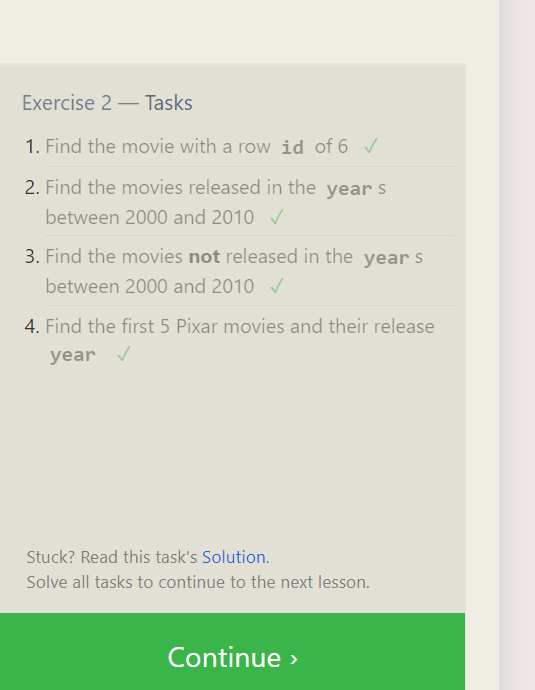 Exercise 2 — Tasks
1. Find the movie with a row id of 6 ✓
2. Find the movies released in the year s
between 2000 and 2010 ✓
3. Find the movies not released in the year s
between 2000 and 2010 ✓
4. Find the first 5 Pixar movies and their release
year ✓
Stuck? Read this task's Solution.
Solve all tasks to continue to the next lesson.
Continue ›